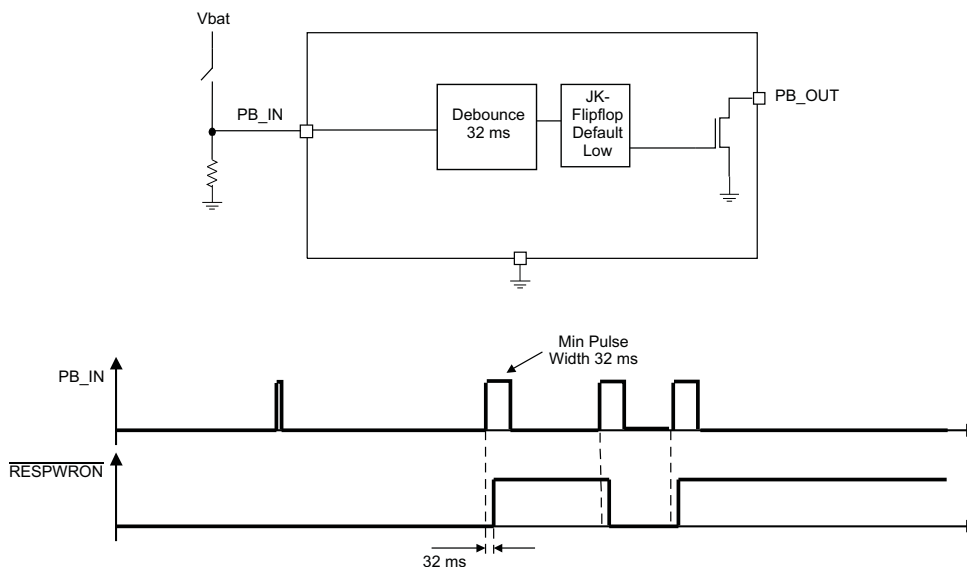 Vbat
PB_IN
Debounce
32 ms
JK-
Flipflop
Default
Low
PB_OUT
Min Pulse
Width 32 ms
PB_IN
RESPWRON
32 ms